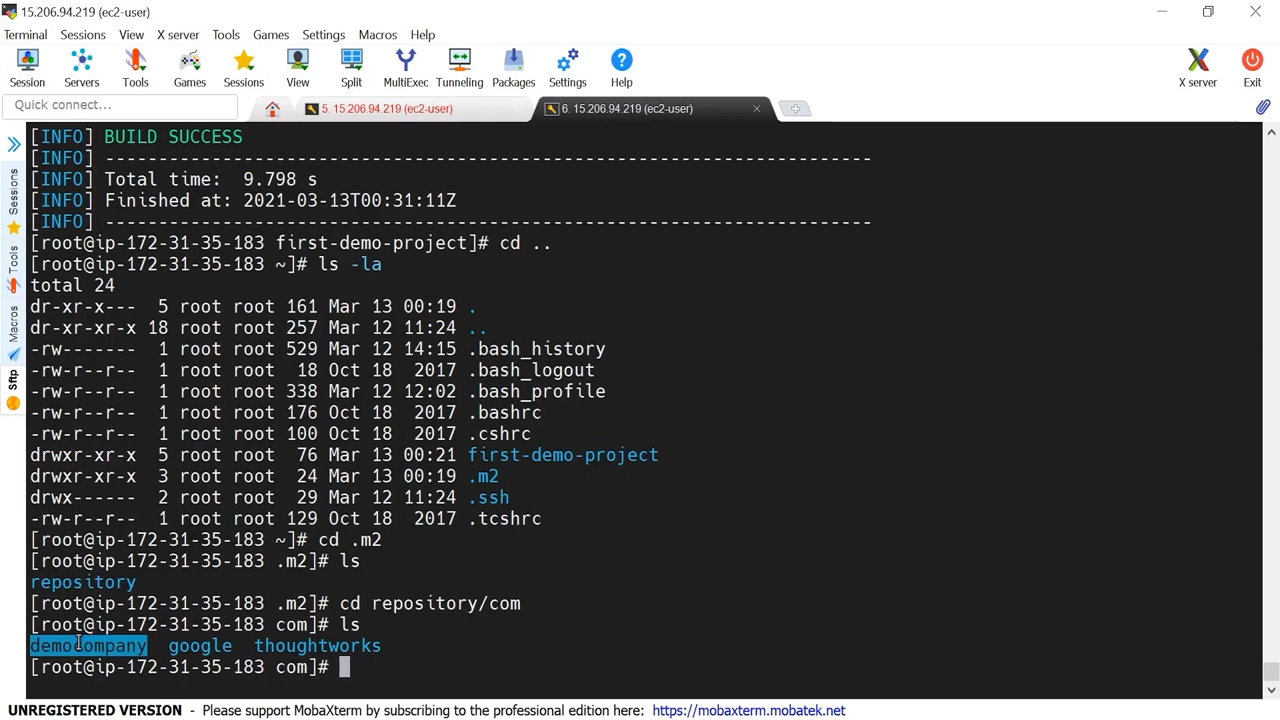 15.206.94.219 (ec2-user)
Terminal Sessions View X server Tools Games Settings Macros Help
Session Servers Tools Games Sessions View Split MultiExec Tunneling Packages Settings Help X server Exit
Quick connect...
5. 15.206.94.219 (ec2-user)
6. 15.206.94.219 (ec2-user)
Sessions
Tools
Macros
Sftp
[INFO] BUILD SUCCESS
[INFO] ------------------------------------------------------------------------
[INFO] Total time:  9.798 s
[INFO] Finished at: 2021-03-13T00:31:11Z
[INFO] ------------------------------------------------------------------------
[root@ip-172-31-35-183 first-demo-project]# cd ..
[root@ip-172-31-35-183 ~]# ls -la
total 24
dr-xr-x---  5 root root 161 Mar 13 00:19 .
dr-xr-xr-x 18 root root 257 Mar 12 11:24 ..
-rw-------  1 root root 529 Mar 12 14:15 .bash_history
-rw-r--r--  1 root root  18 Oct 18  2017 .bash_logout
-rw-r--r--  1 root root 338 Mar 12 12:02 .bash_profile
-rw-r--r--  1 root root 176 Oct 18  2017 .bashrc
-rw-r--r--  1 root root 100 Oct 18  2017 .cshrc
drwxr-xr-x  5 root root  76 Mar 13 00:21 first-demo-project
drwxr-xr-x  3 root root  24 Mar 13 00:19 .m2
drwx------  2 root root  29 Mar 12 11:24 .ssh
-rw-r--r--  1 root root 129 Oct 18  2017 .tcshrc
[root@ip-172-31-35-183 ~]# cd .m2
[root@ip-172-31-35-183 .m2]# ls
repository
[root@ip-172-31-35-183 .m2]# cd repository/com
[root@ip-172-31-35-183 com]# ls
democompany  google  thoughtworks
[root@ip-172-31-35-183 com]#
UNREGISTERED VERSION - Please support MobaXterm by subscribing to the professional edition here: https://mobaxterm.mobatek.net